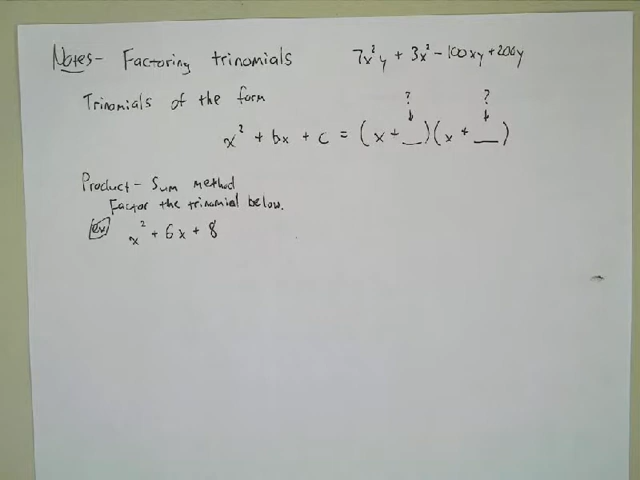 Notes - Factoring trinomials 7x²y + 3x² - 100xy + 200y
Trinomials of the form
? ?
x² + bx + c = (x + __)(x + __)
Product - Sum method
Factor the trinomial below.
ex x² + 6x + 8